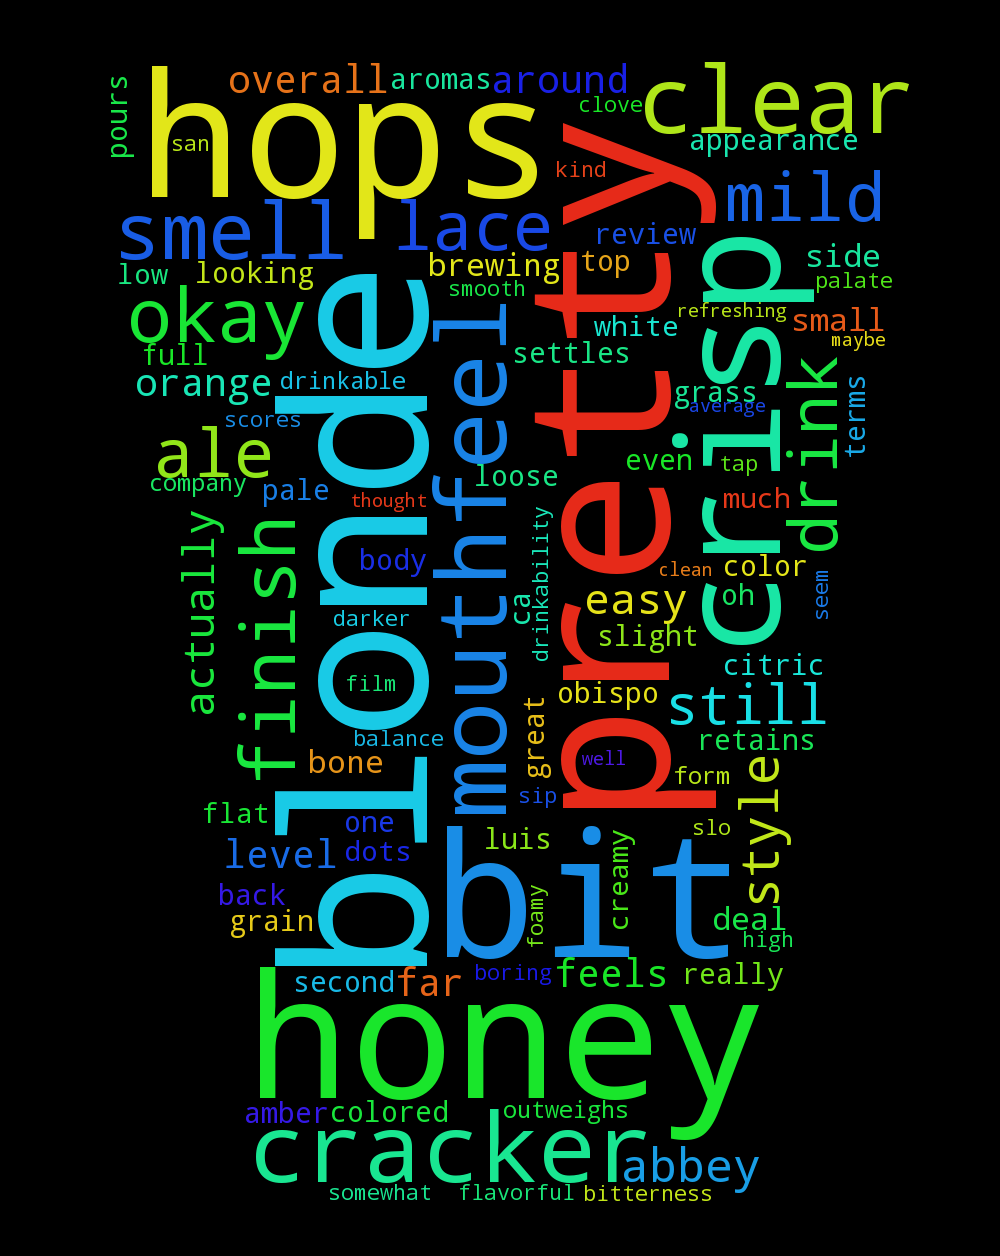 overall
aromas
around
clear
pours
hops
clove
san
kind
pretty
appearance
mild
smell
lace
review
crisp
side
low
looking
brewing
top
palate
okay
blonde
smooth
mouthfeel
refreshing
white
small
full
settles
maybe
orange
drinkable
grass
drink
terms
scores
average
ale
loose
even
tap
company
pale
thought
much
actually
finish
body
drinkability
ca
clean
color
easy
oh
seem
darker
slight
film
obispo
citric
still
balance
great
retains
bone
well
form
style
flat
sip
one
luis
slo
level
dots
bit
creamy
back
foamy
grain
deal
high
second
far
boring
feels
really
honey
amber
colored
outweighs
cracker
abbey
somewhat
flavorful
bitterness